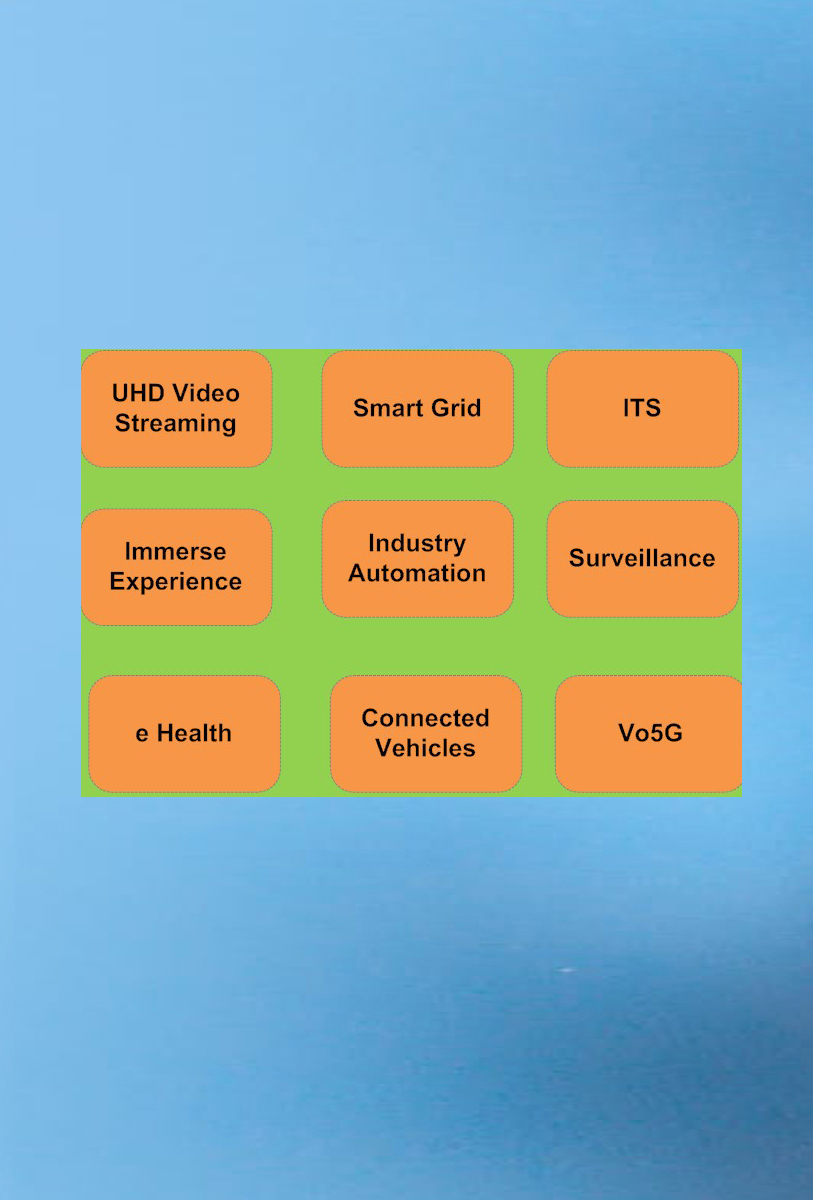 UHD Video
Streaming
Smart Grid
ITS
Immerse
Experience
Industry
Automation
Surveillance
e Health
Connected
Vehicles
Vo5G